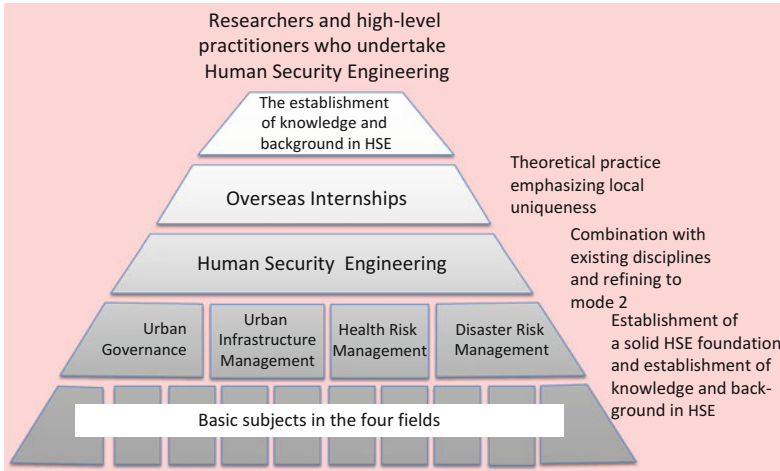 Researchers and high-level
practitioners who undertake
Human Security Engineering
The establishment
of knowledge and
background in HSE
Theoretical practice
emphasizing local
uniqueness
Overseas Internships
Combination with
existing disciplines
and refining to
mode 2
Human Security Engineering
Urban
Governance
Urban
Infrastructure
Management
Health Risk
Management
Disaster Risk
Management
Establishment of
a solid HSE foundation
and establishment of
knowledge and back-
ground in HSE
Basic subjects in the four fields